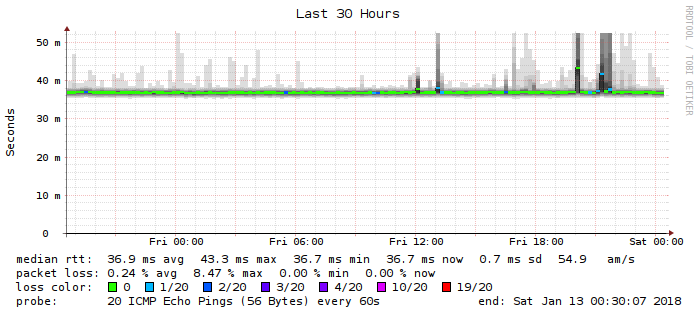 Last 30 Hours
RRDTOOL / TOBI OETIKER
Seconds
50 m
40 m
30 m
20 m
10 m
0
Fri 00:00 Fri 06:00 Fri 12:00 Fri 18:00 Sat 00:00
median rtt: 36.9 ms avg 43.3 ms max 36.7 ms min 36.7 ms now 0.7 ms sd 54.9 am/s
packet loss: 0.24 % avg 8.47 % max 0.00 % min 0.00 % now
loss color: 0 1/20 2/20 3/20 4/20 10/20 19/20
probe: 20 ICMP Echo Pings (56 Bytes) every 60s end: Sat Jan 13 00:30:07 2018